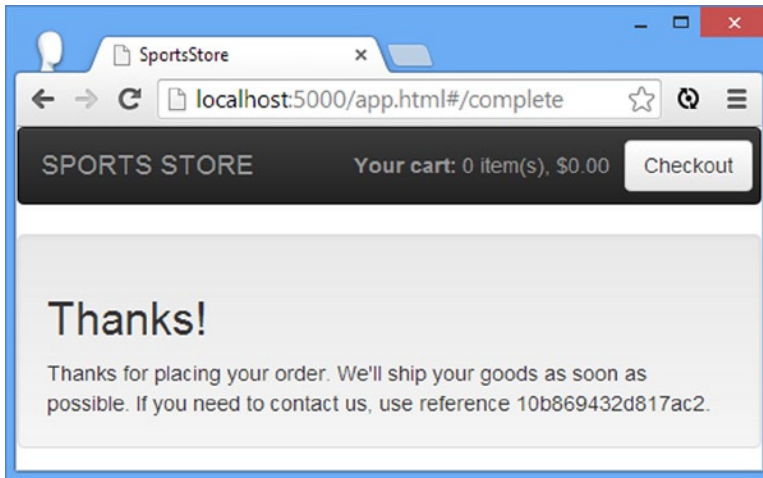 SportsStore
localhost:5000/app.html#/complete
SPORTS STORE Your cart: 0 item(s), $0.00 Checkout
Thanks!
Thanks for placing your order. We'll ship your goods as soon as
possible. If you need to contact us, use reference 10b869432d817ac2.